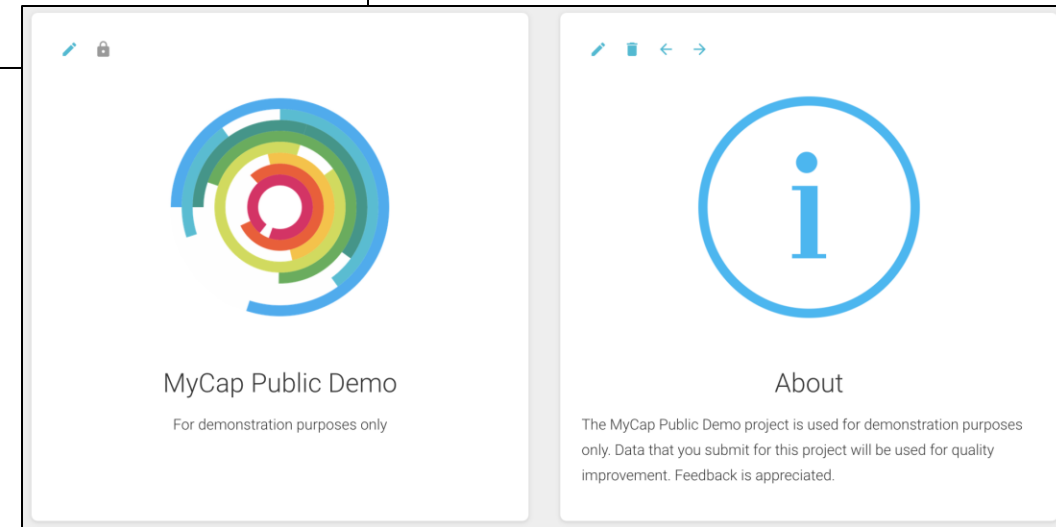 MyCap Public Demo
For demonstration purposes only
i
About
The MyCap Public Demo project is used for demonstration purposes
only. Data that you submit for this project will be used for quality
improvement. Feedback is appreciated.